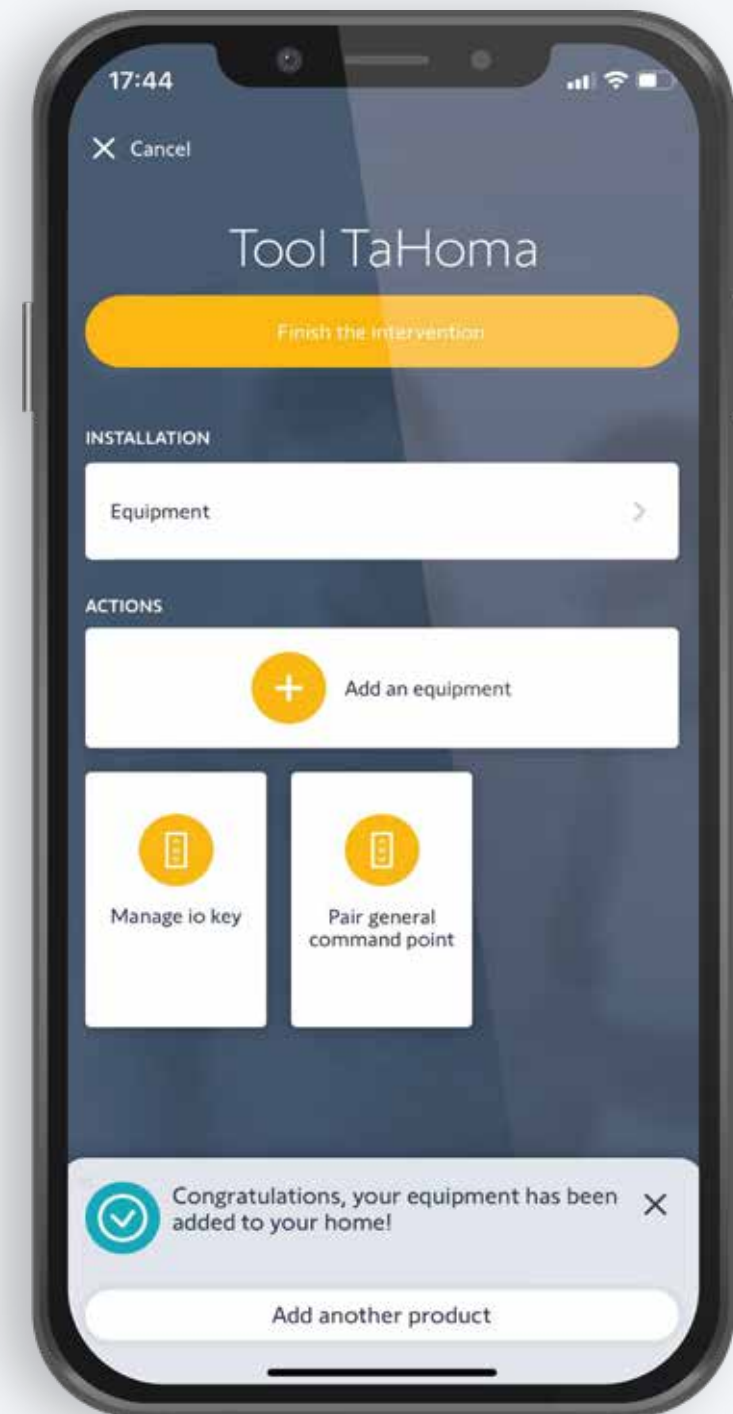 17:44
Cancel
Tool TaHoma
Finish the intervention
INSTALLATION
Equipment
ACTIONS
Add an equipment
Manage io key
Pair general
command point
Congratulations, your equipment has been
added to your home!
Add another product